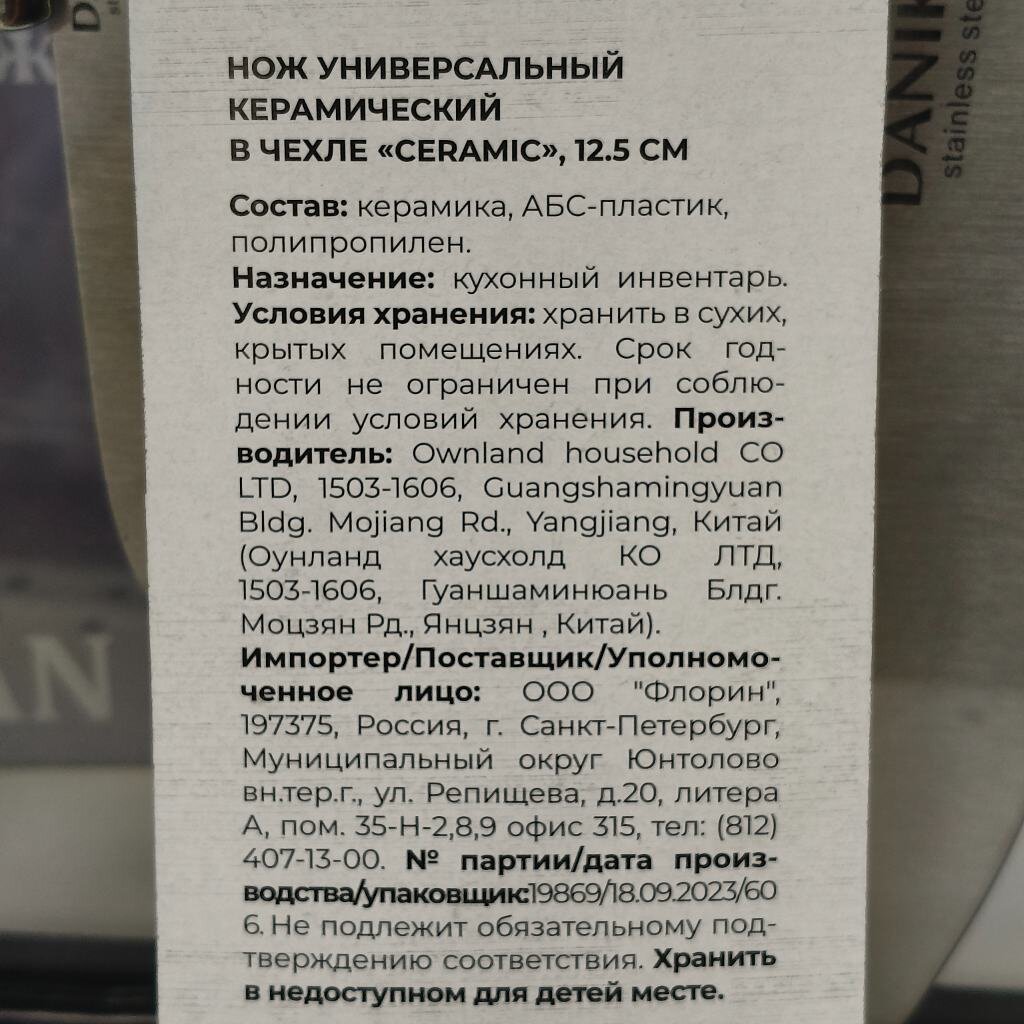 НОЖ УНИВЕРСАЛЬНЫЙ
КЕРАМИЧЕСКИЙ
В ЧЕХЛЕ «CERAMIC», 12.5 СМ
Состав: керамика, АБС-пластик,
полипропилен.
Назначение: кухонный инвентарь.
Условия хранения: хранить в сухих,
крытых помещениях. Срок год-
ности не ограничен при соблю-
дении условий хранения. Произ-
водитель: Ownland household CO
LTD, 1503-1606, Guangshamingyuan
Bldg. Mojiang Rd., Yangjiang, Китай
(Оунланд хаусхолд КО ЛТД,
1503-1606, Гуаншаминюань Блдг.
Моцзян Рд., Янцзян , Китай).
Импортер/Поставщик/Уполномо-
ченное лицо: ООО "Флорин",
197375, Россия, г. Санкт-Петербург,
Муниципальный округ Юнтолово
вн.тер.г., ул. Репищева, д.20, литера
А, пом. 35-Н-2,8,9 офис 315, тел: (812)
407-13-00. № партии/дата произ-
водства/упаковщик:19869/18.09.2023/60
6. Не подлежит обязательному под-
тверждению соответствия. Хранить
в недоступном для детей месте.
stainless